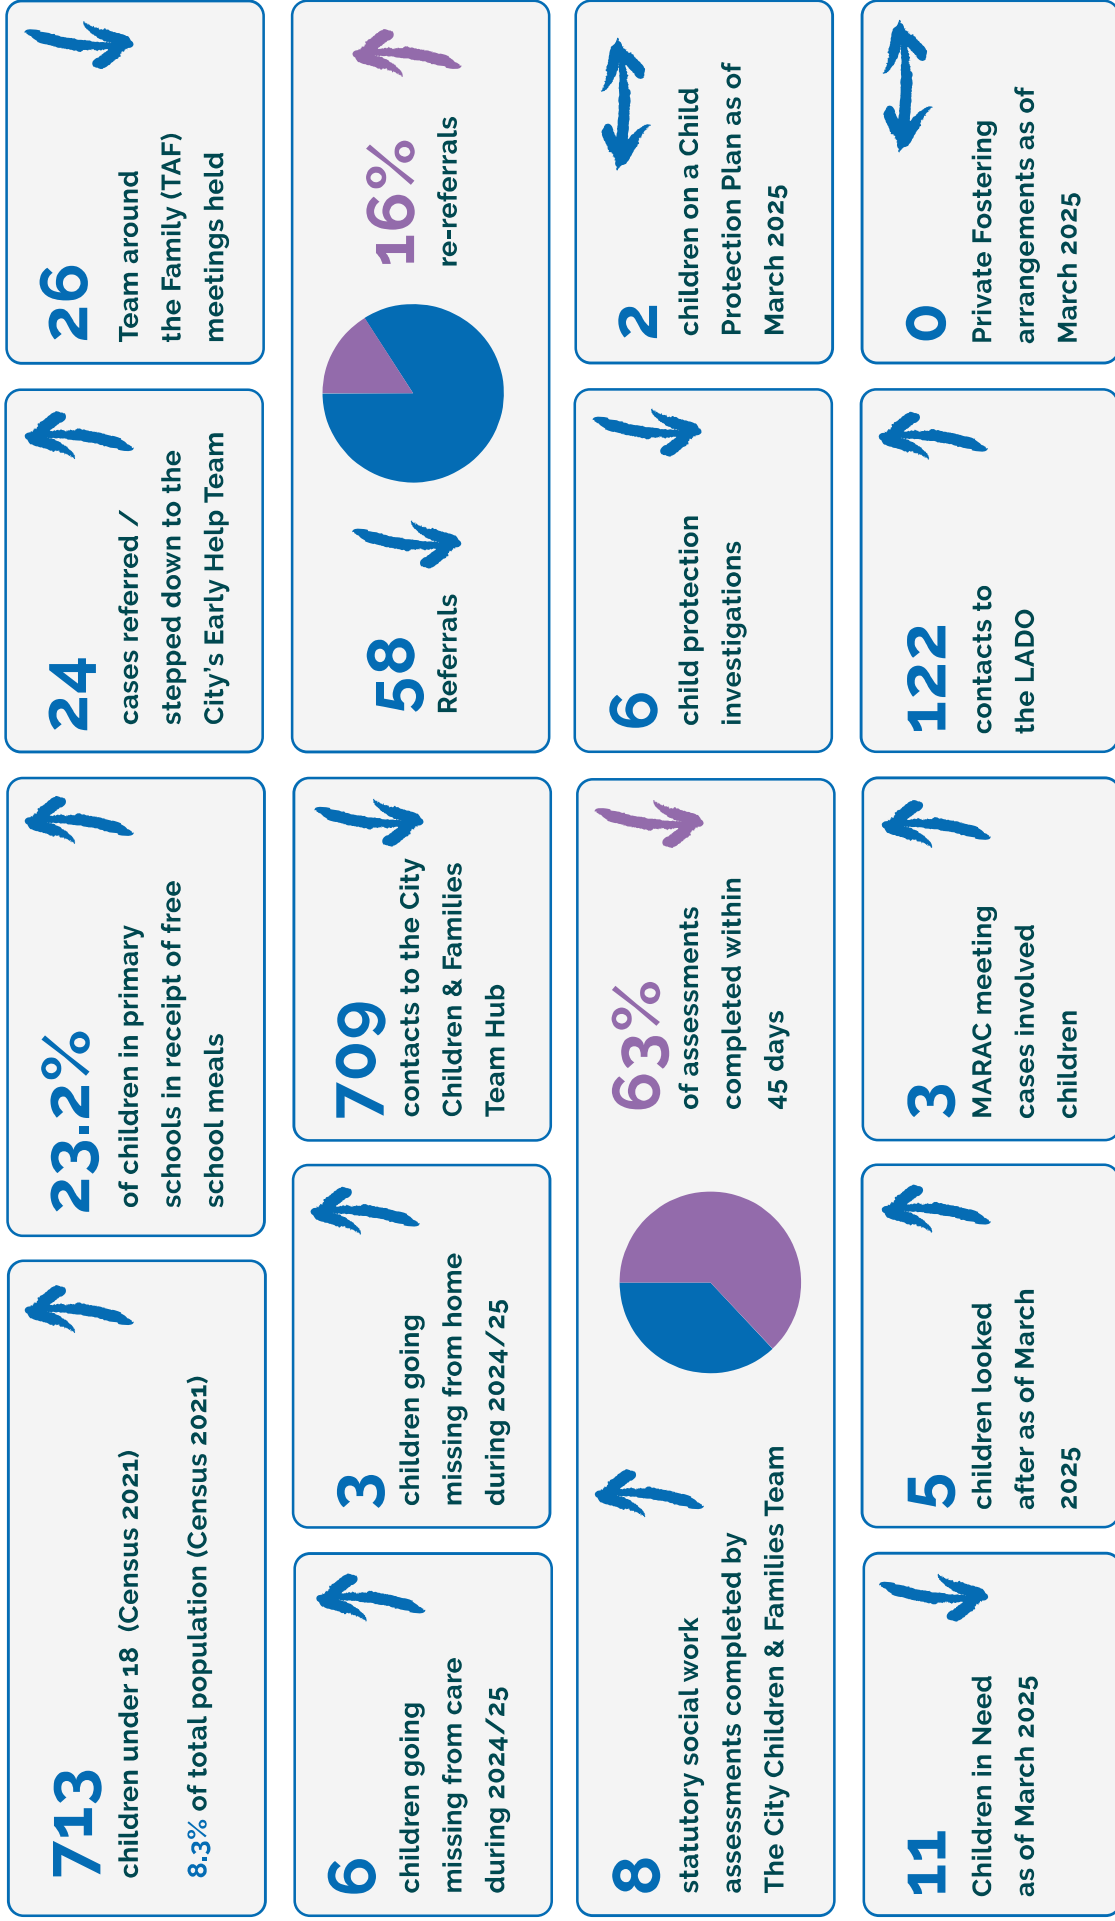 713
children under 18 (Census 2021)
8.3% of total population (Census 2021)
23.2%
of children in primary
schools in receipt of free
school meals
24
cases referred /
stepped down to the
City's Early Help Team
26
Team around
the Family (TAF)
meetings held
6
children going
missing from care
during 2024/25
3
children going
missing from home
during 2024/25
709
contacts to the City
Children & Families
Team Hub
58
Referrals
16%
re-referrals
8
statutory social work
assessments completed by
The City Children & Families Team
63%
of assessments
completed within
45 days
6
child protection
investigations
2
children on a Child
Protection Plan as of
March 2025
11
Children in Need
as of March 2025
5
children looked
after as of March
2025
3
MARAC meeting
cases involved
children
122
contacts to
the LADO
0
Private Fostering
arrangements as of
March 2025